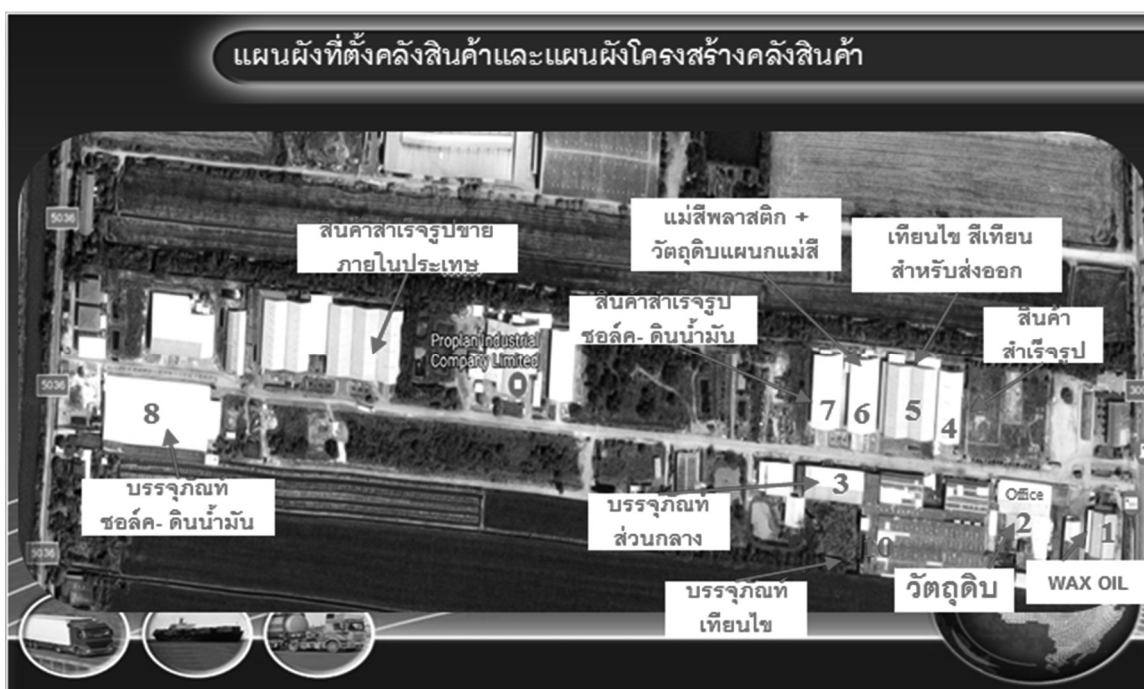 แผนผังที่ตั้งคลังสินค้าและแผนผังโครงสร้างคลังสินค้า
5036
สินค้าสำเร็จรูปขาย
ภายในประเทษ
แม่สีพลาสติก +
วัตถุดิบแผนกแม่สี
เทียนไข สีเทียน
สำหรับส่งออก
สินค้าสำเร็จรูป
ชอล์ค- ดินน้ำมัน
สินค้า
สำเร็จรูป
Proplan Industrial
Company Limited
5036
8
7
6
5
4
3
บรรจุภัณฑ์
ชอล์ค- ดินน้ำมัน
บรรจุภัณฑ์
ส่วนกลาง
Office
2
1
0
5036
วัตถุดิบ
WAX OIL
บรรจุภัณฑ์
เทียนไข